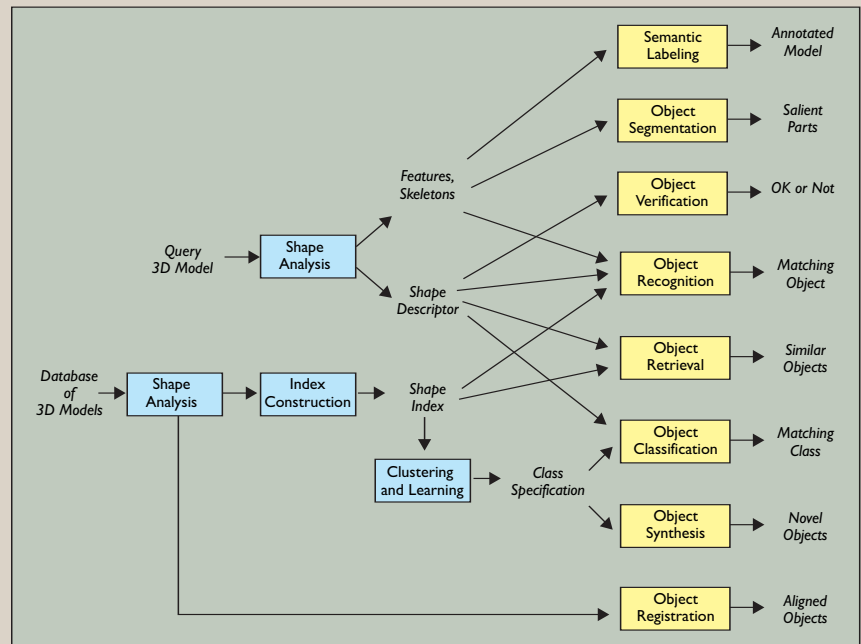 Semantic
Labeling
Annotated
Model
Object
Segmentation
Salient
Parts
Features,
Skeletons
Object
Verification
OK or Not
Query
3D Model
Shape
Analysis
Object
Recognition
Matching
Object
Shape
Descriptor
Object
Retrieval
Similar
Objects
Database
of
3D Models
Shape
Analysis
Index
Construction
Shape
Index
Object
Classification
Matching
Class
Clustering
and Learning
Class
Specification
Object
Synthesis
Novel
Objects
Object
Registration
Aligned
Objects